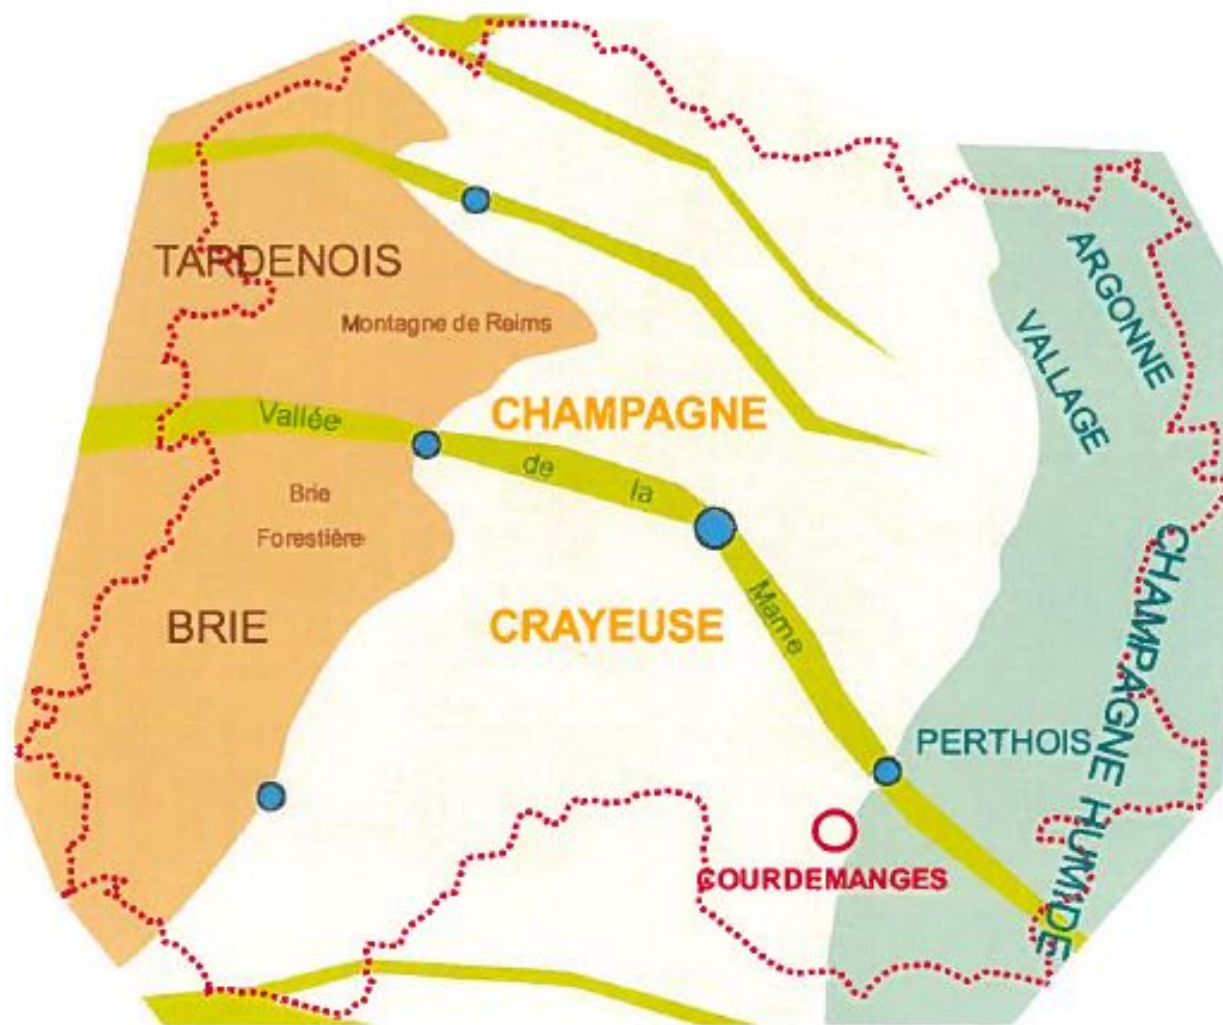 TARDENOIS
ARGONNE
Montagne de Reims
VALLAGE
CHAMPAGNE
Vallée
de
la
Marne
Brie
Forestière
CHAMPAGNE HUMIDE
BRIE
CRAYEUSE
PERTHOIS
COURDEMANGES